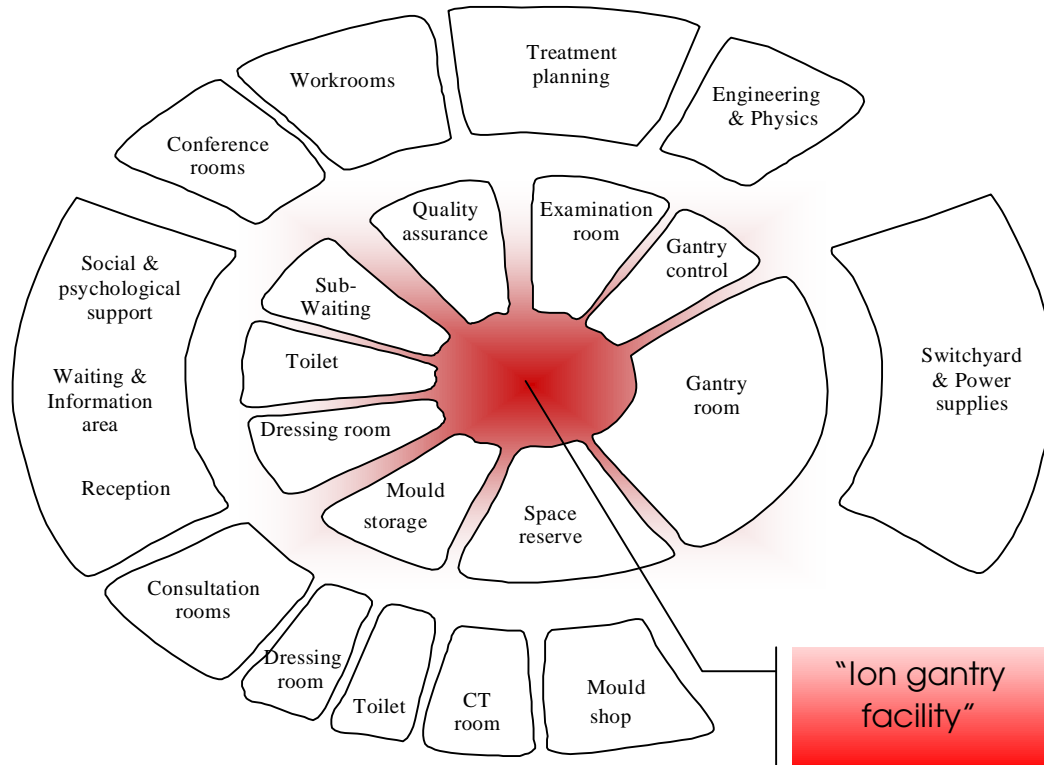 Treatment
planning
Workrooms
Engineering
& Physics
Conference
rooms
Quality
assurance
Examination
room
Gantry
control
Social &
psychological
support
Sub-
Waiting
Toilet
Waiting &
Information
area
Gantry
room
Switchyard
& Power
supplies
Dressing room
Reception
Mould
storage
Space
reserve
Consultation
rooms
Dressing
room
Toilet
CT
room
Mould
shop
"Ion gantry
facility"